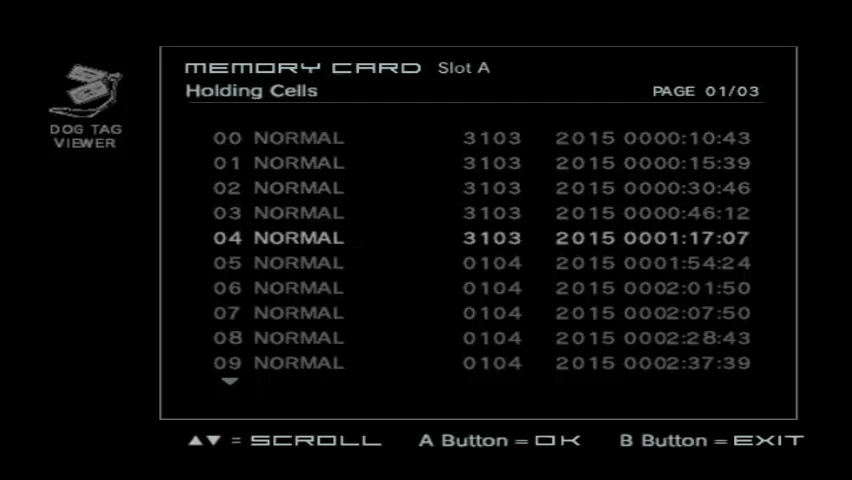 MEMORY CARD Slot A
Holding Cells PAGE 01/03
DOG TAG
VIEWER
00 NORMAL 3103 2015 0000:10:43
01 NORMAL 3103 2015 0000:15:39
02 NORMAL 3103 2015 0000:30:46
03 NORMAL 3103 2015 0000:46:12
04 NORMAL 3103 2015 0001:17:07
05 NORMAL 0104 2015 0001:54:24
06 NORMAL 0104 2015 0002:01:50
07 NORMAL 0104 2015 0002:07:50
08 NORMAL 0104 2015 0002:28:43
09 NORMAL 0104 2015 0002:37:39
▲▼ = SCROLL A Button = OK B Button = EXIT